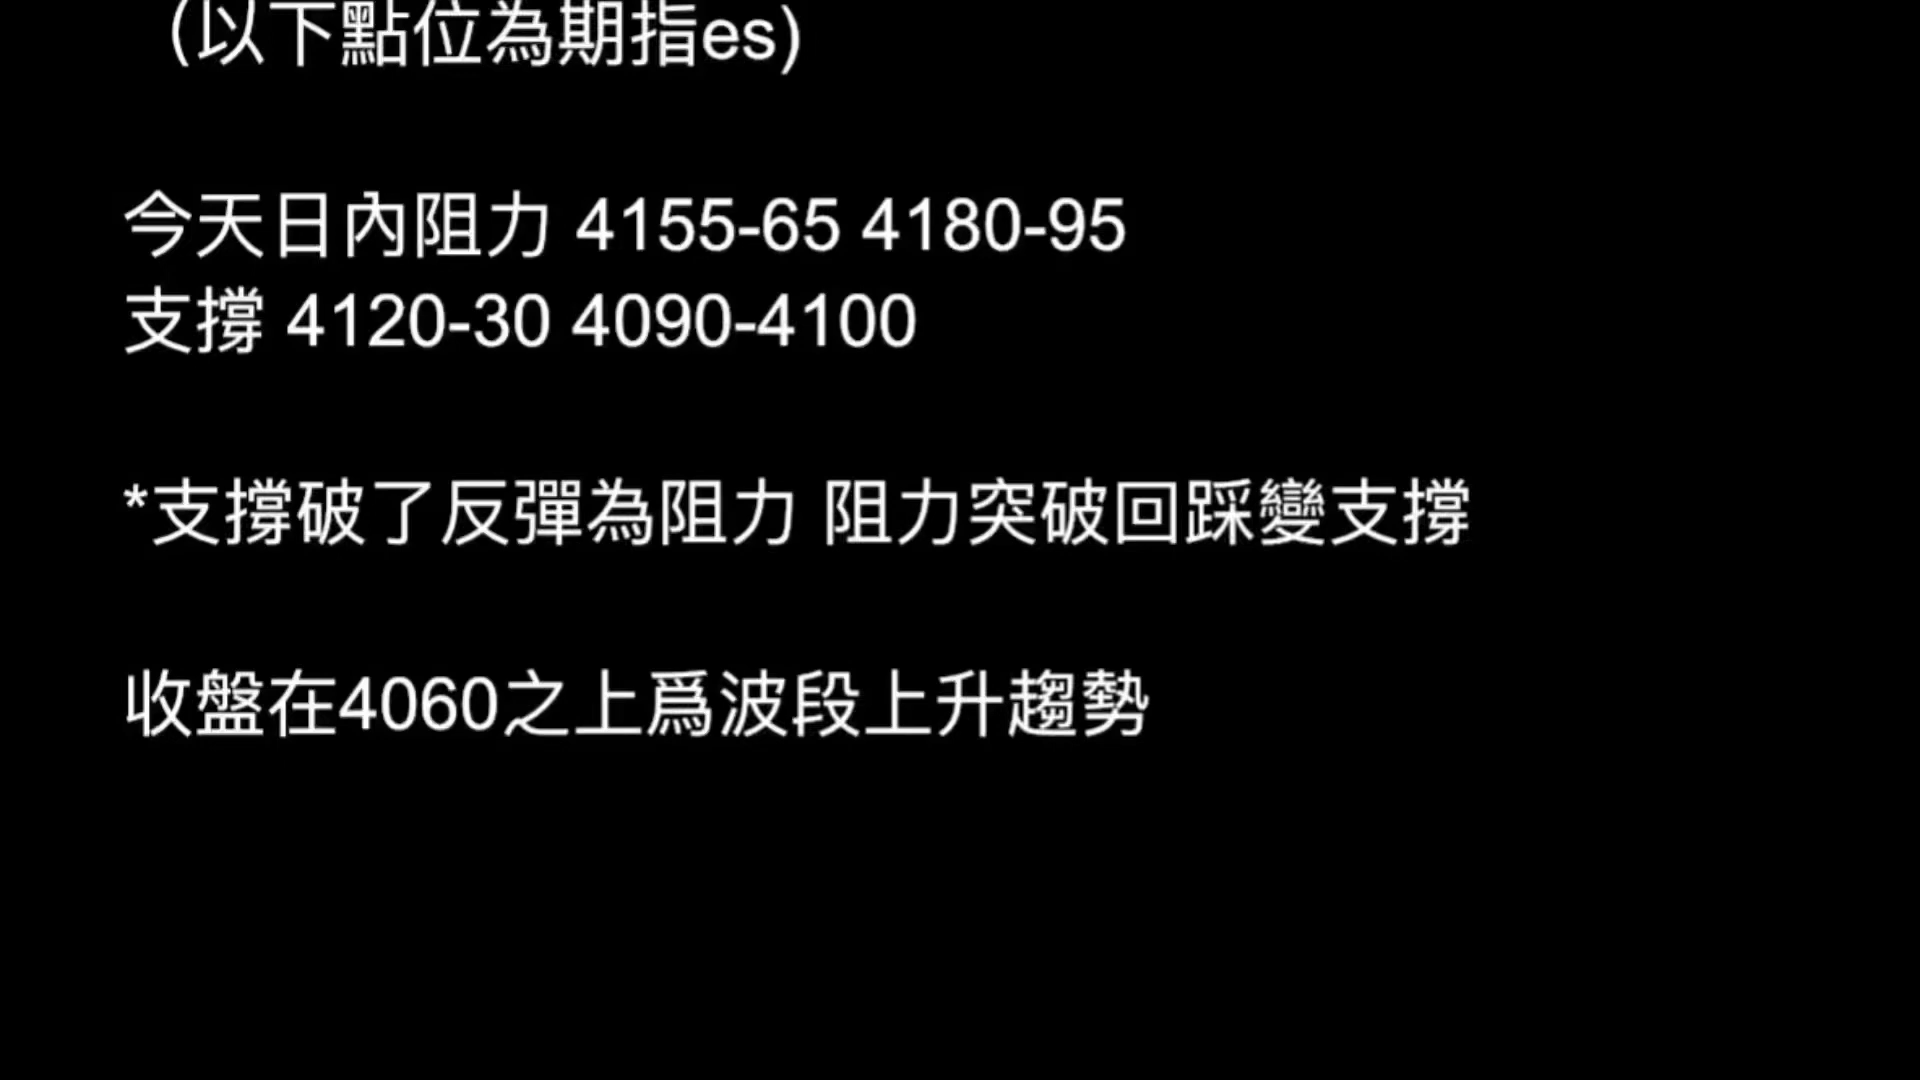 （以下點位為期指es)
今天日內阻力 4155-65 4180-95
支撐 4120-30 4090-4100
*支撐破了反彈為阻力 阻力突破回踩變支撐
收盤在4060之上爲波段上升趨勢